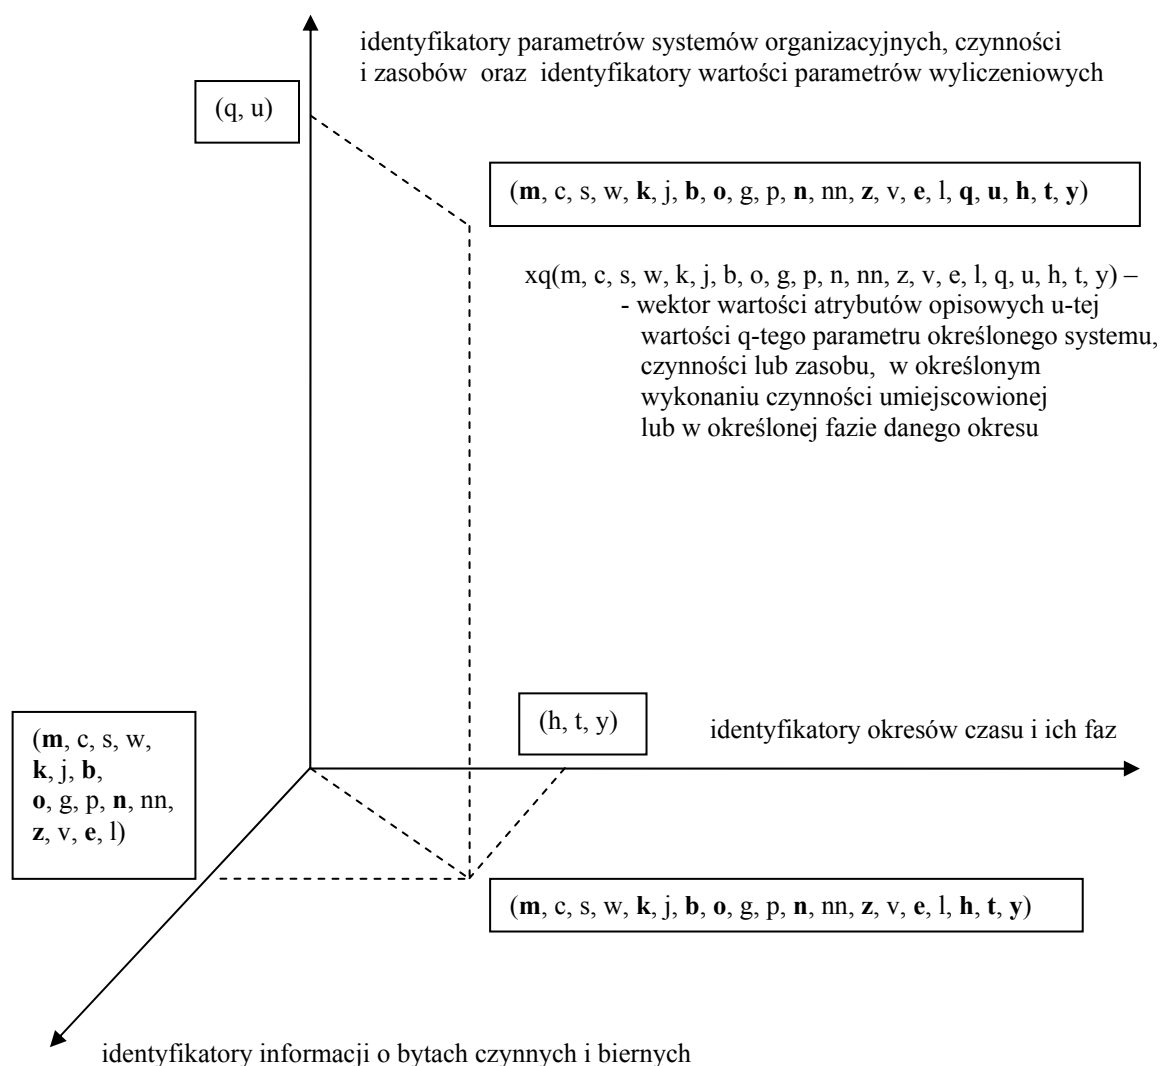 identyfikatory parametrów systemów organizacyjnych, czynności
i zasobów oraz identyfikatory wartości parametrów wyliczeniowych
(q, u)
(m, c, s, w, k, j, b, o, g, p, n, nn, z, v, e, l, q, u, h, t, y)
xq(m, c, s, w, k, j, b, o, g, p, n, nn, z, v, e, l, q, u, h, t, y) –
- wektor wartości atrybutów opisowych u-tej
wartości q-tego parametru określonego systemu,
czynności lub zasobu, w określonym
wykonaniu czynności umiejscowionej
lub w określonej fazie danego okresu
(h, t, y)
identyfikatory okresów czasu i ich faz
(m, c, s, w,
k, j, b,
o, g, p, n, nn,
z, v, e, l)
(m, c, s, w, k, j, b, o, g, p, n, nn, z, v, e, l, h, t, y)
identyfikatory informacji o bytach czynnych i biernych